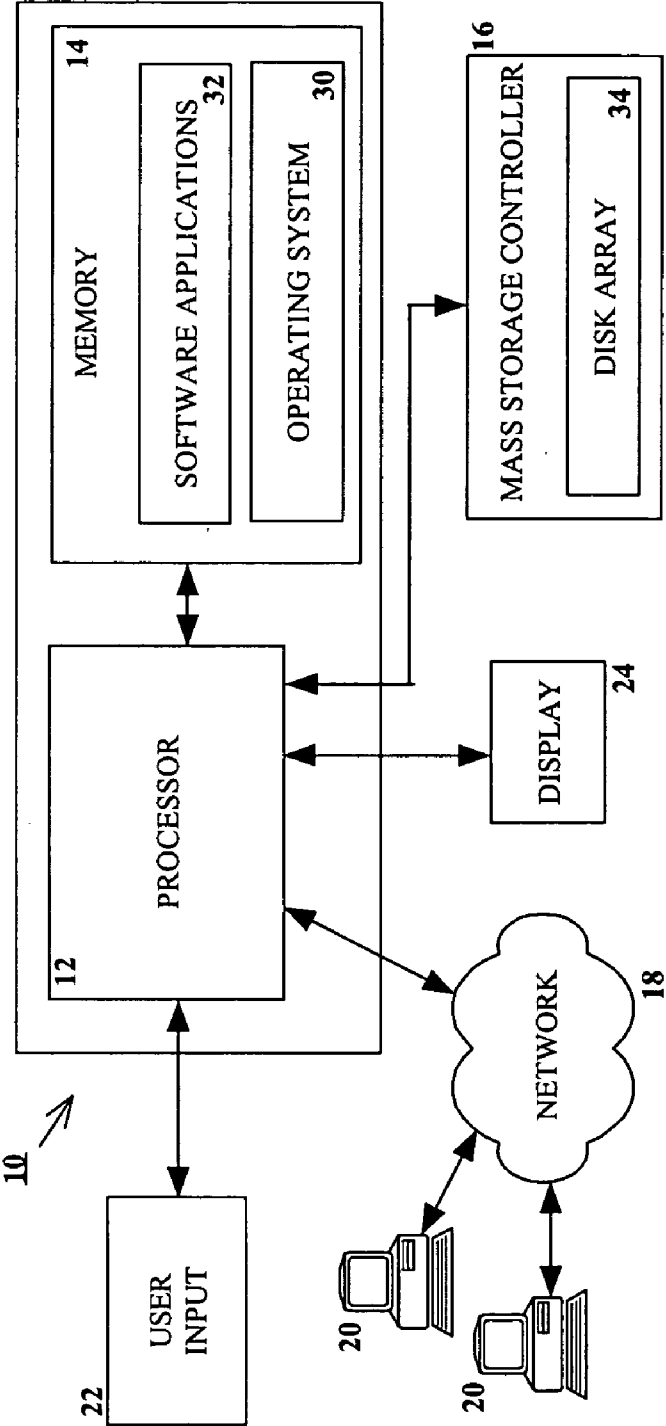 10
14
MEMORY
32
SOFTWARE APPLICATIONS
30
OPERATING SYSTEM
12
PROCESSOR
22
USER
INPUT
16
MASS STORAGE CONTROLLER
34
DISK ARRAY
DISPLAY
24
NETWORK
18
20
20